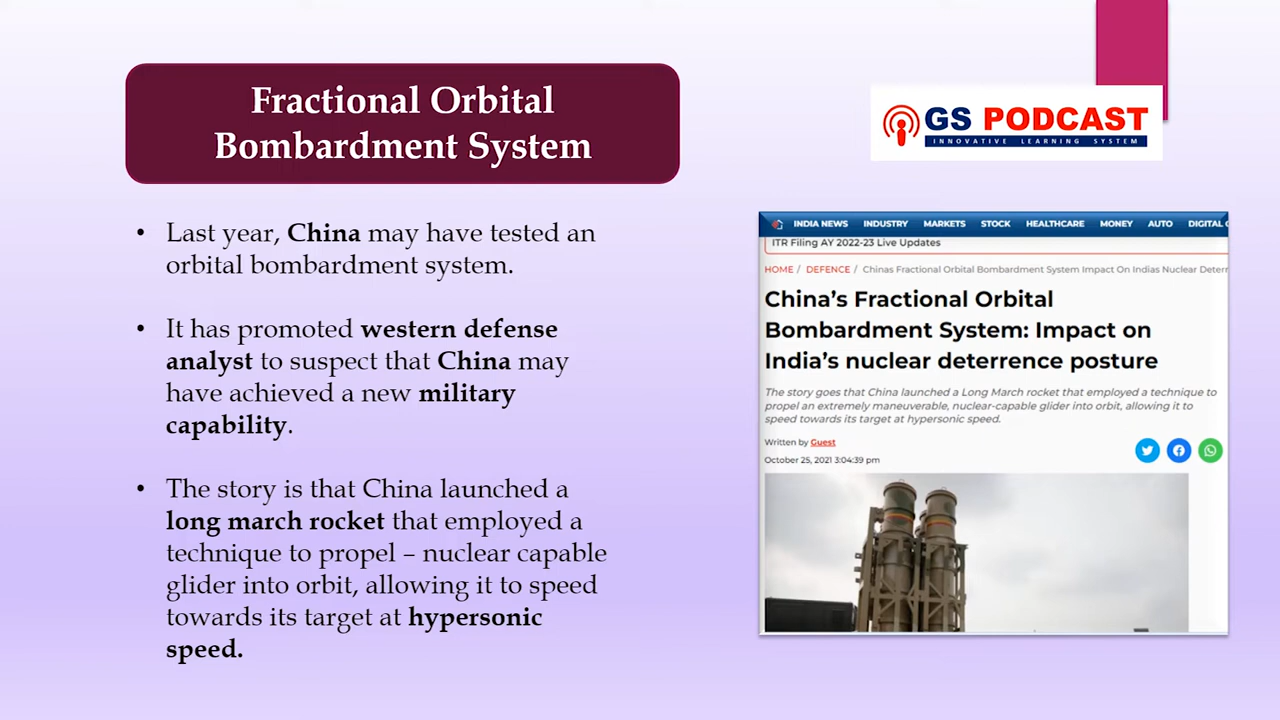 Fractional Orbital
Bombardment System
GS PODCAST
INNOVATIVE LEARNING SYSTEM
• Last year, China may have tested an
orbital bombardment system.
• It has promoted western defense
analyst to suspect that China may
have achieved a new military
capability.
• The story is that China launched a
long march rocket that employed a
technique to propel – nuclear capable
glider into orbit, allowing it to speed
towards its target at hypersonic
speed.
INDIA NEWS INDUSTRY MARKETS STOCK HEALTHCARE MONEY AUTO DIGITAL
ITR Filing AY 2022-23 Live Updates
HOME / DEFENCE / Chinas Fractional Orbital Bombardment System Impact On Indias Nuclear Deterr
China's Fractional Orbital
Bombardment System: Impact on
India's nuclear deterrence posture
The story goes that China launched a Long March rocket that employed a technique to
propel an extremely maneuverable, nuclear-capable glider into orbit, allowing it to
speed towards its target at hypersonic speed.
Written by Guest
October 25, 2021 3:04:39 pm